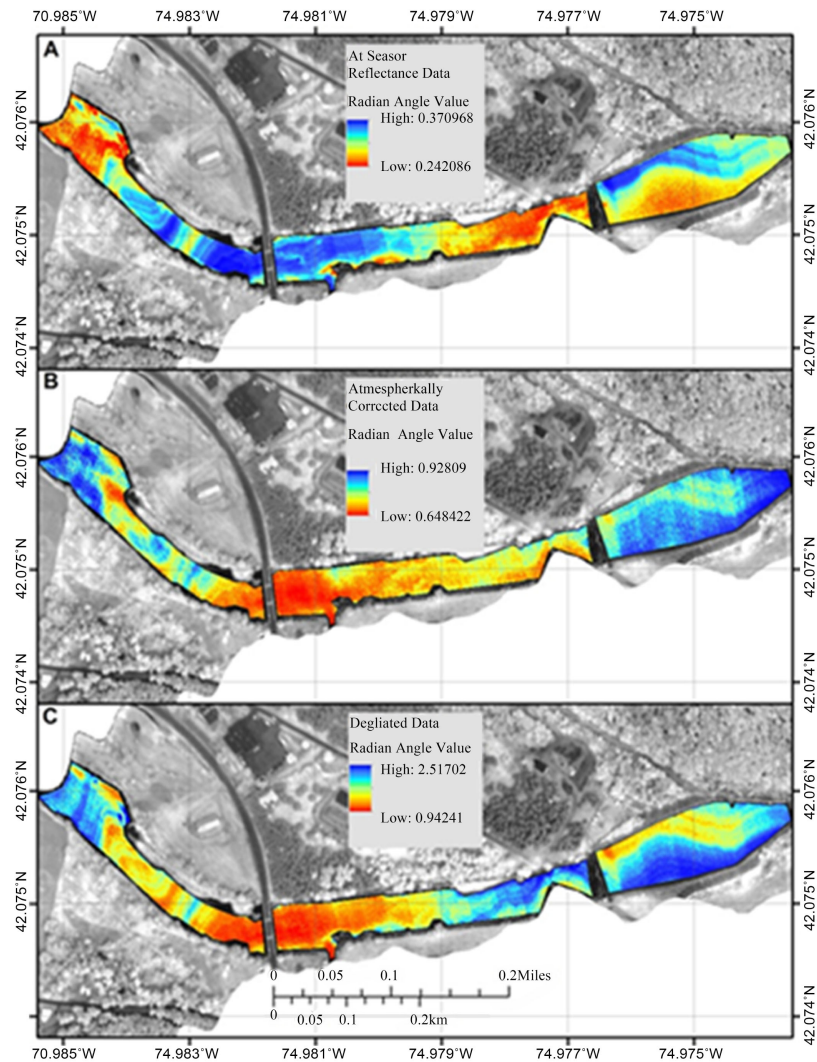 70.985°W 74.983°W 74.981°W 74.979°W 74.977°W 74.975°W
A
At Seasor
Reflectance Data
Radian Angle Value
High: 0.370968
Low: 0.242086
42.076°N 42.076°N
42.075°N 42.075°N
42.074°N 42.074°N
B
Atmespherkally
Corrcctcd Data
Radian Angle Value
High: 0.92809
Low: 0.648422
42.076°N 42.076°N
42.075°N 42.075°N
42.074°N 42.074°N
C
Degliated Data
Radian Angle Value
High: 2.51702
Low: 0.94241
42.076°N 42.076°N
42.075°N 42.075°N
42.074°N
0 0.05 0.1 0.2Miles
0 0.05 0.1 0.2km
70.985°W 74.983°W 74.981°W 74.979°W 74.977°W 74.975°W